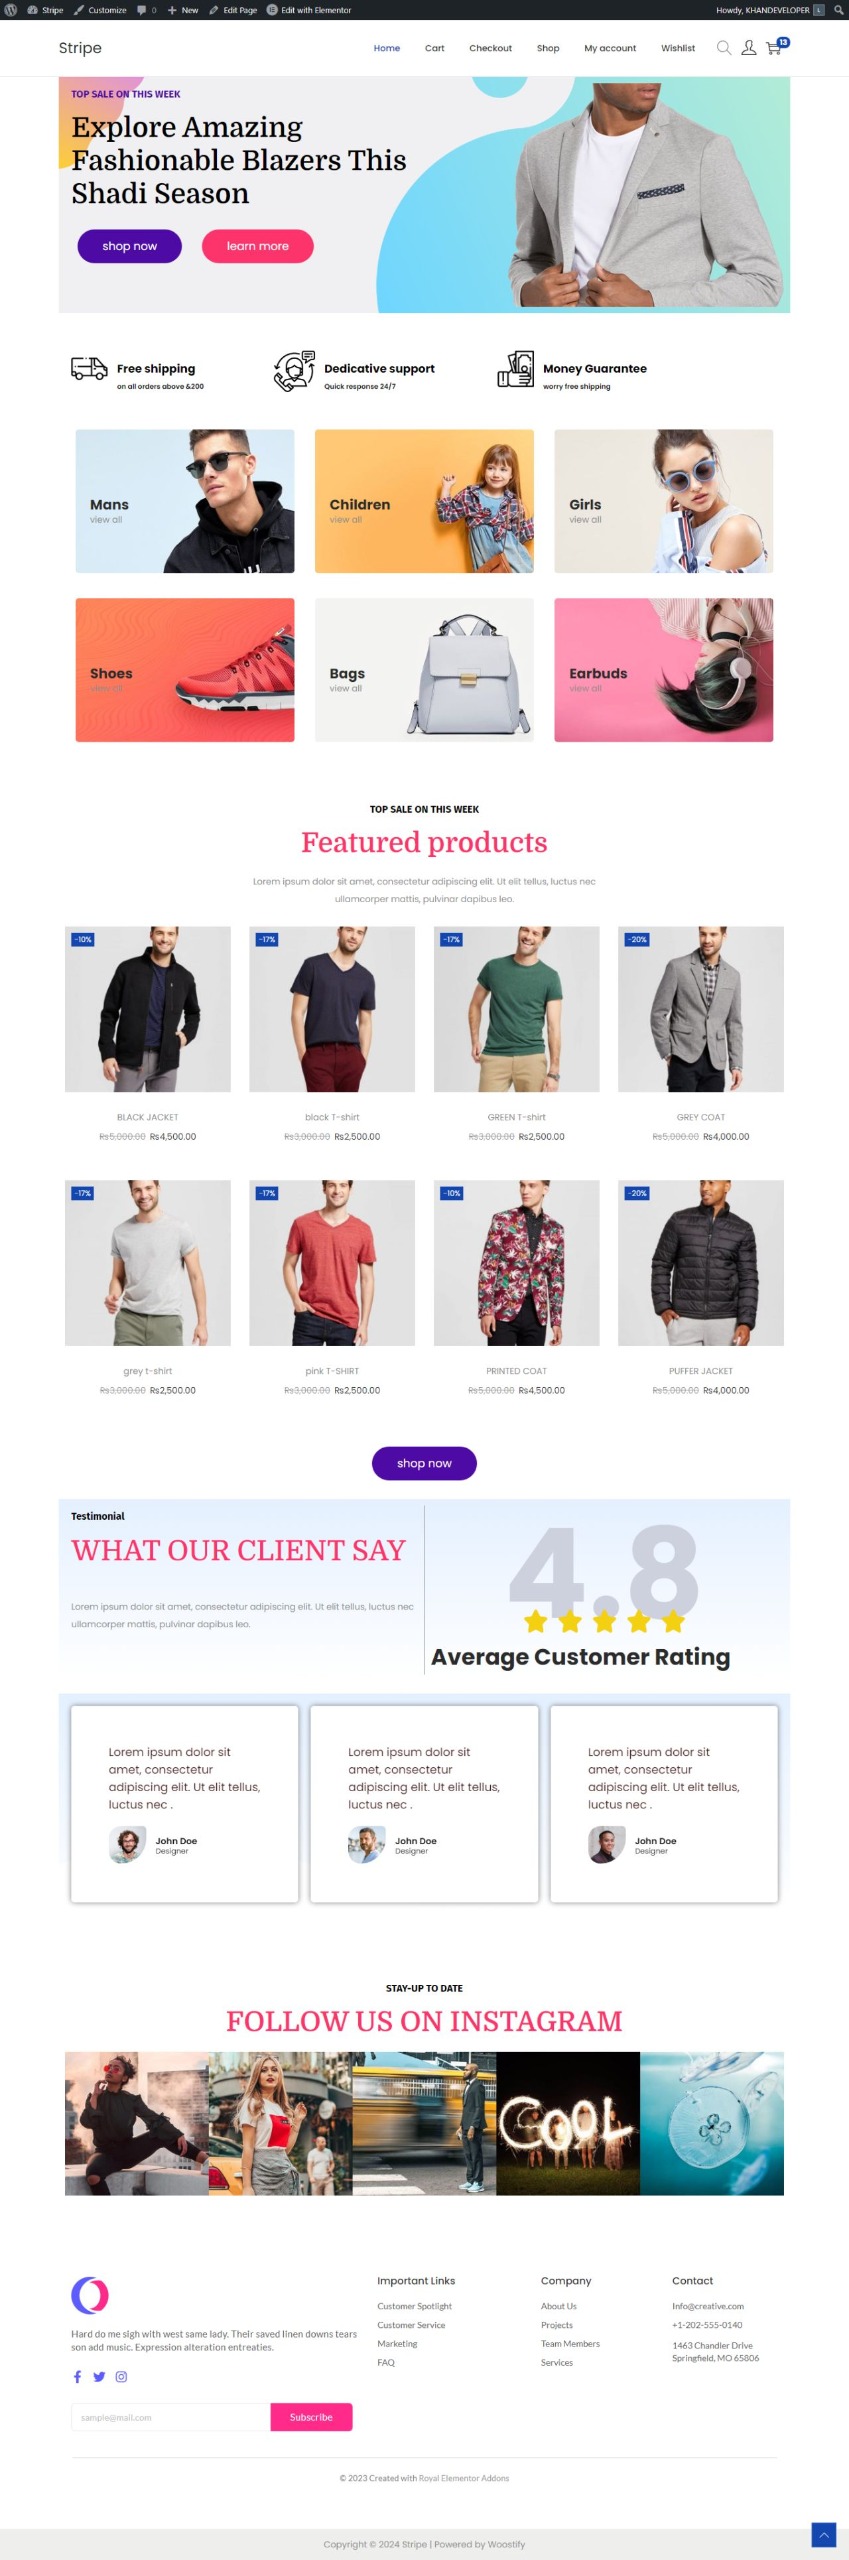 Stripe Customize 0 New Edit Page Edit with Elementor Howdy, KHANDEVELOPER
Stripe
Home Cart Checkout Shop My account Wishlist 13
TOP SALE ON THIS WEEK
Explore Amazing
Fashionable Blazers This
Shadi Season
shop now learn more
Free shipping
on all orders above &200
Dedicative support
Quick response 24/7
Money Guarantee
worry free shipping
Mans
view all
Children
view all
Girls
view all
Shoes
view all
Bags
view all
Earbuds
view all
TOP SALE ON THIS WEEK
Featured products
Lorem ipsum dolor sit amet, consectetur adipiscing elit. Ut elit tellus, luctus nec
ullamcorper mattis, pulvinar dapibus leo.
-10% -17% -17% -20%
BLACK JACKET black T-shirt GREEN T-shirt GREY COAT
₨5,000.00 ₨4,500.00 ₨3,000.00 ₨2,500.00 ₨3,000.00 ₨2,500.00 ₨5,000.00 ₨4,000.00
-17% -17% -10% -20%
grey t-shirt pink T-SHIRT PRINTED COAT PUFFER JACKET
₨3,000.00 ₨2,500.00 ₨3,000.00 ₨2,500.00 ₨5,000.00 ₨4,500.00 ₨5,000.00 ₨4,000.00
shop now
Testimonial
WHAT OUR CLIENT SAY
Lorem ipsum dolor sit amet, consectetur adipiscing elit. Ut elit tellus, luctus nec
ullamcorper mattis, pulvinar dapibus leo.
4.8
Average Customer Rating
Lorem ipsum dolor sit
amet, consectetur
adipiscing elit. Ut elit tellus,
luctus nec .
John Doe
Designer
Lorem ipsum dolor sit
amet, consectetur
adipiscing elit. Ut elit tellus,
luctus nec .
John Doe
Designer
Lorem ipsum dolor sit
amet, consectetur
adipiscing elit. Ut elit tellus,
luctus nec .
John Doe
Designer
STAY-UP TO DATE
FOLLOW US ON INSTAGRAM
COOL
Hard do me sigh with west same lady. Their saved linen downs tears
son add music. Expression alteration entreaties.
sample@mail.com Subscribe
Important Links
Customer Spotlight
Customer Service
Marketing
FAQ
Company
About Us
Projects
Team Members
Services
Contact
Info@creative.com
+1-202-555-0140
1463 Chandler Drive
Springfield, MO 65806
© 2023 Created with Royal Elementor Addons
Copyright © 2024 Stripe | Powered by Woostify